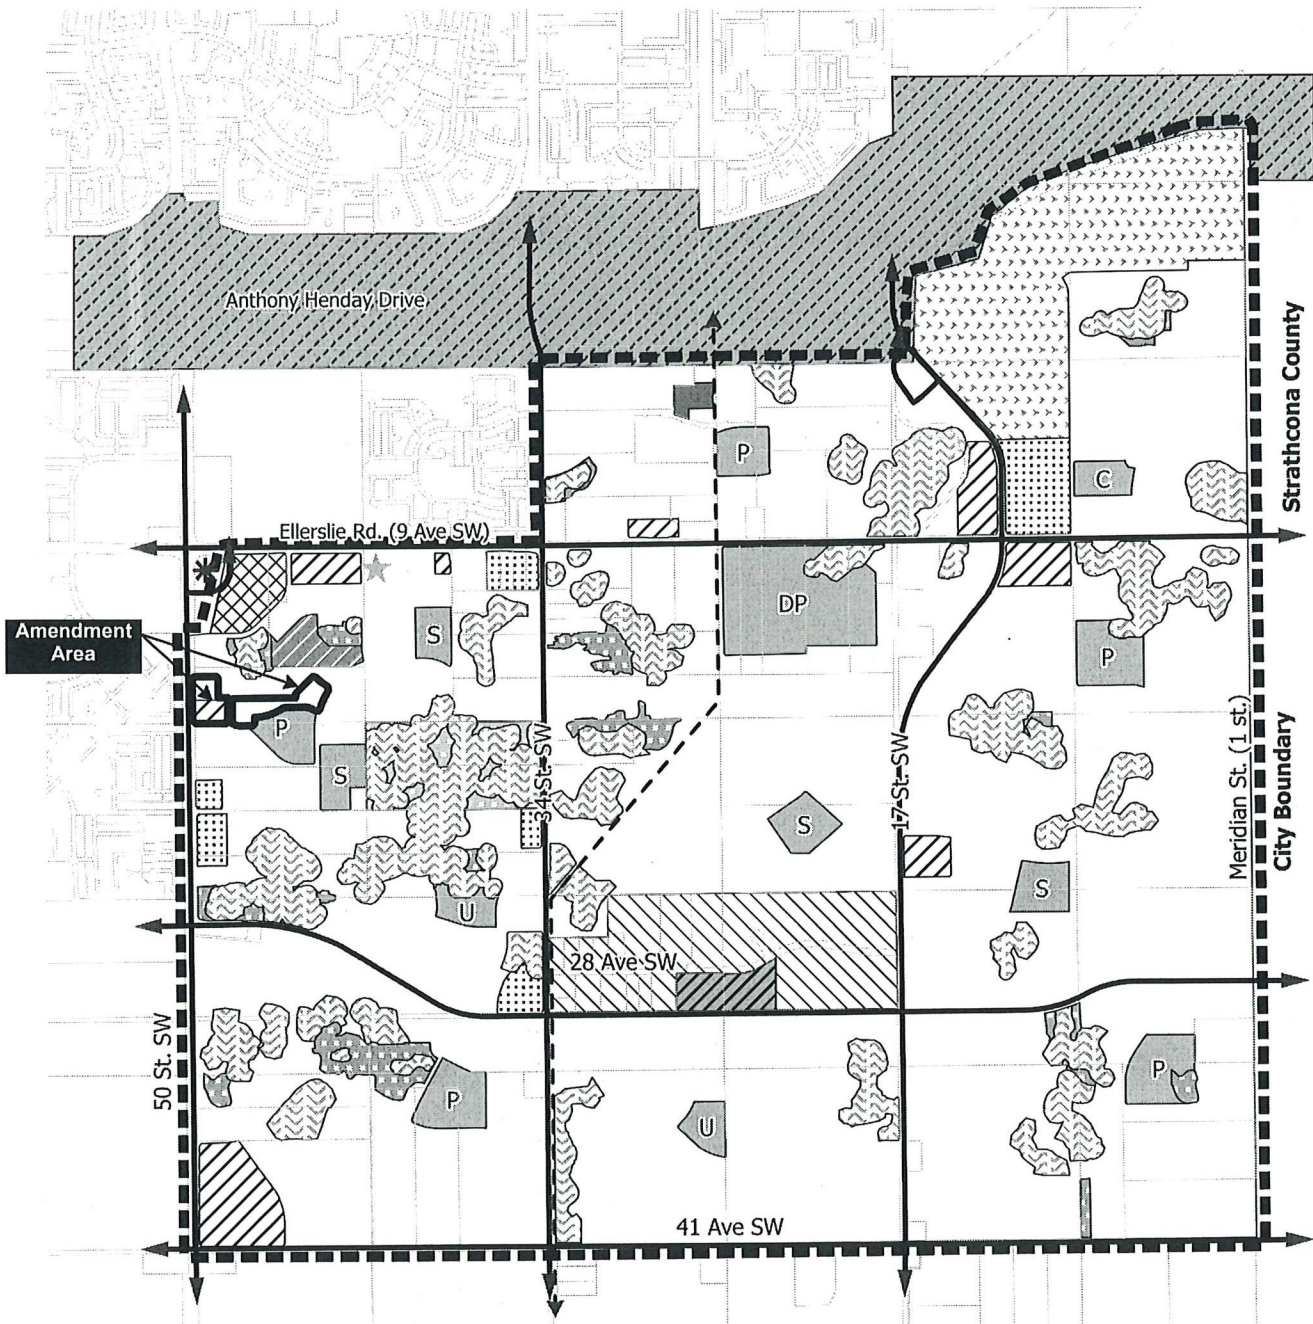 Anthony Henday Drive
Strathcona County
P
C
Ellerslie Rd. (9 Ave SW)
DP
Amendment
Area
S
P
P
S
34 St. SW
17 St. SW
Meridian St. (1 st.)
City Boundary
S
S
U
28 Ave SW
50 St. SW
P
P
U
41 Ave SW